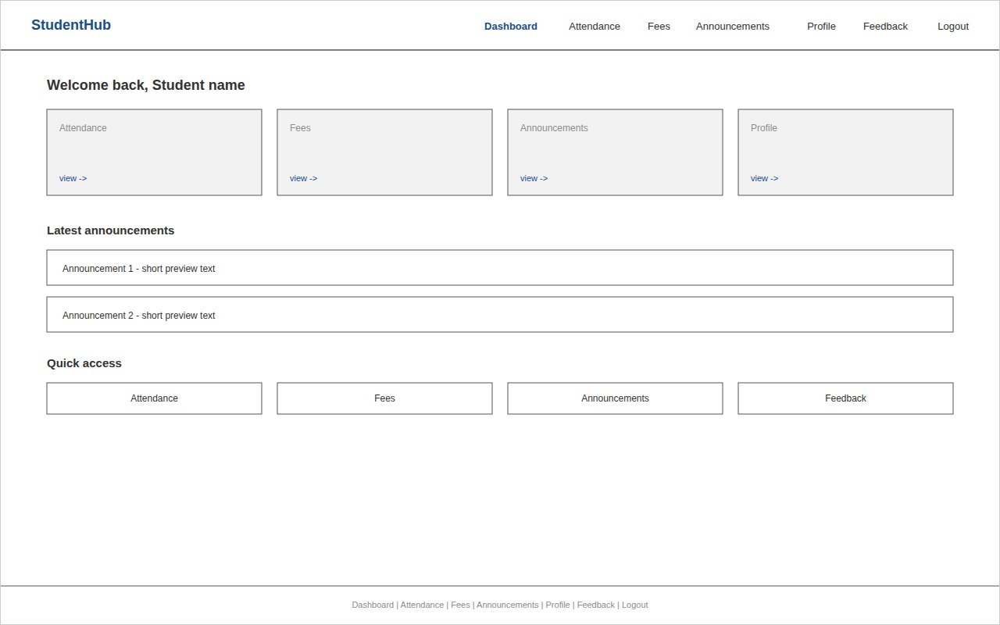 StudentHub
Dashboard Attendance Fees Announcements Profile Feedback Logout
Welcome back, Student name
Attendance Fees Announcements Profile
view -> view -> view -> view ->
Latest announcements
Announcement 1 - short preview text
Announcement 2 - short preview text
Quick access
Attendance Fees Announcements Feedback
Dashboard | Attendance | Fees | Announcements | Profile | Feedback | Logout